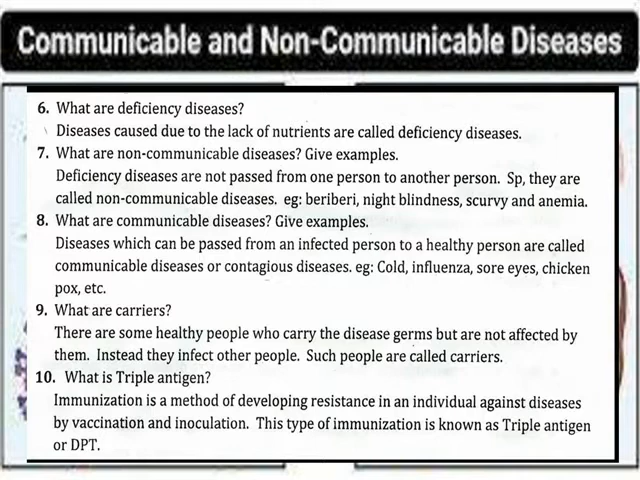 Communicable and Non-Communicable Diseases
6. What are deficiency diseases?
Diseases caused due to the lack of nutrients are called deficiency diseases.
7. What are non-communicable diseases? Give examples.
Deficiency diseases are not passed from one person to another person. Sp, they are
called non-communicable diseases. eg: beriberi, night blindness, scurvy and anemia.
8. What are communicable diseases? Give examples.
Diseases which can be passed from an infected person to a healthy person are called
communicable diseases or contagious diseases. eg: Cold, influenza, sore eyes, chicken
pox, etc.
9. What are carriers?
There are some healthy people who carry the disease germs but are not affected by
them. Instead they infect other people. Such people are called carriers.
10. What is Triple antigen?
Immunization is a method of developing resistance in an individual against diseases
by vaccination and inoculation. This type of immunization is known as Triple antigen
or DPT.